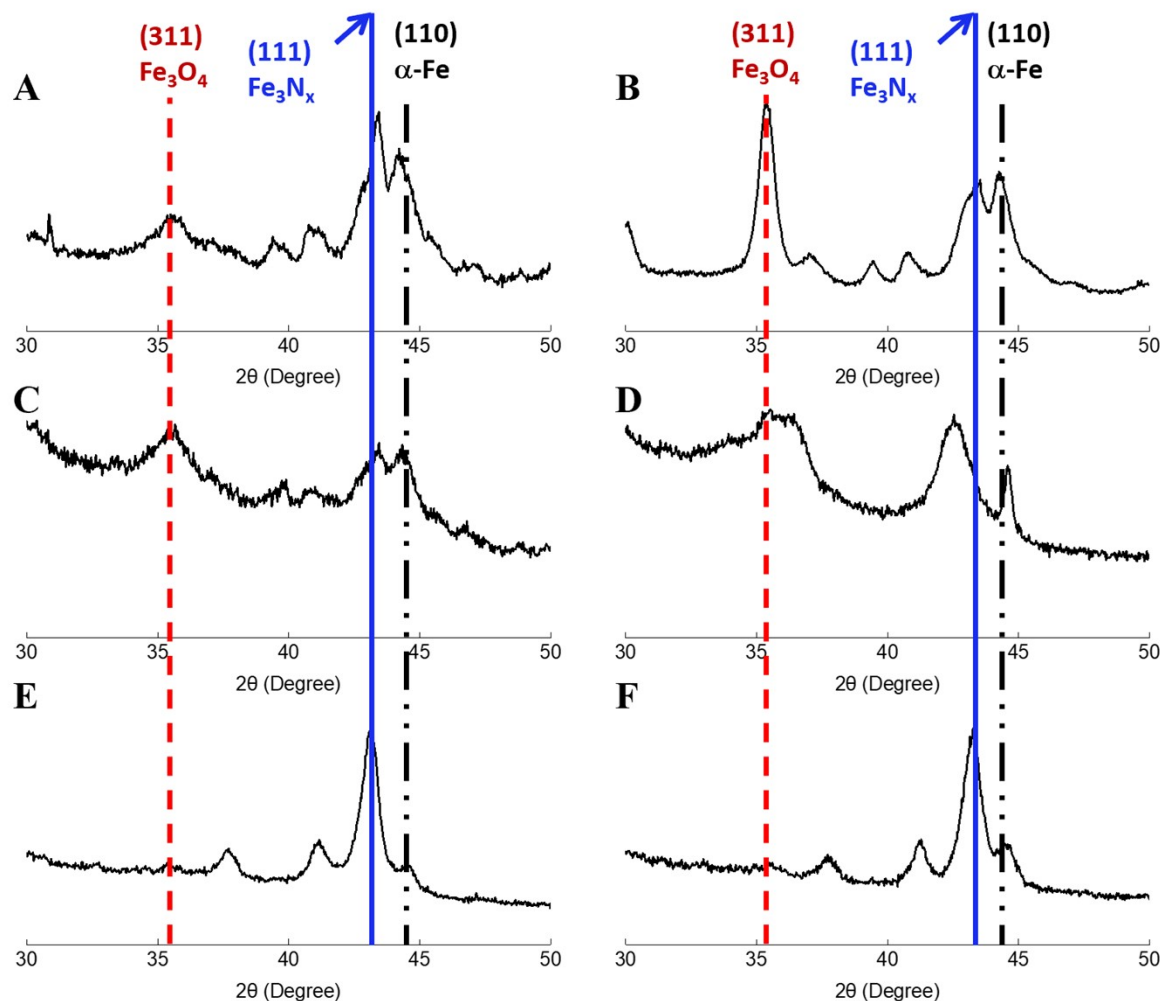 (311)
Fe₃O₄
(111)
Fe₃Nₓ
(110)
α-Fe
(311)
Fe₃O₄
(111)
Fe₃Nₓ
(110)
α-Fe
A
B
30 35 40 45 50
2θ (Degree)
30 35 40 45 50
2θ (Degree)
C
D
30 35 40 45 50
2θ (Degree)
30 35 40 45 50
2θ (Degree)
E
F
30 35 40 45 50
2θ (Degree)
30 35 40 45 50
2θ (Degree)